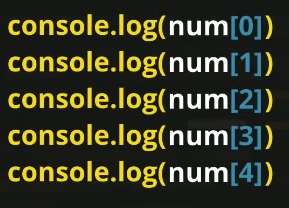 console.log(num[0])
console.log(num[1])
console.log(num[2])
console.log(num[3])
console.log(num[4])